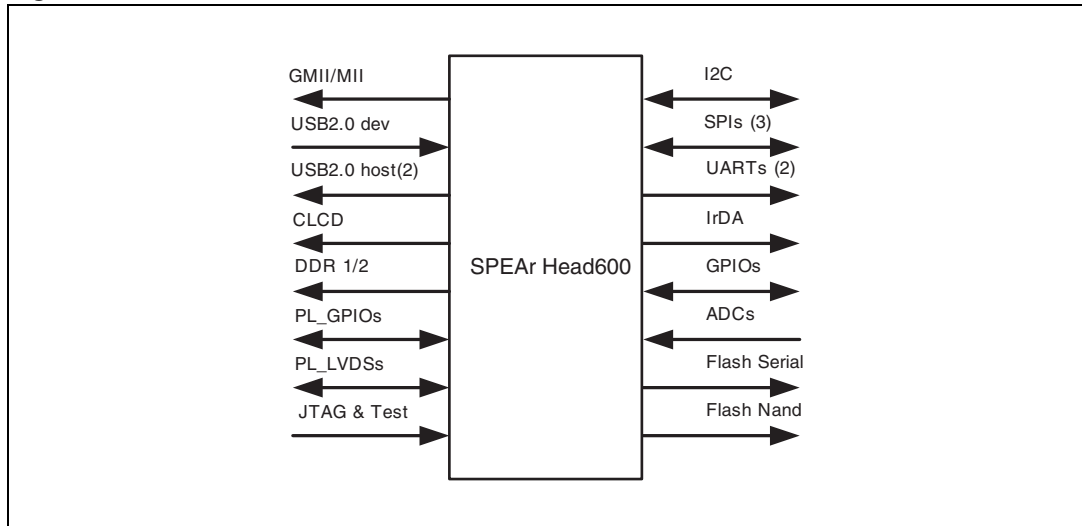 GMII/MII
USB2.0 dev
USB2.0 host(2)
CLCD
DDR 1/2
PL_GPIOs
PL_LVDSs
JTAG & Test
SPEAr Head600
I2C
SPIs (3)
UARTs (2)
IrDA
GPIOs
ADCs
Flash Serial
Flash Nand